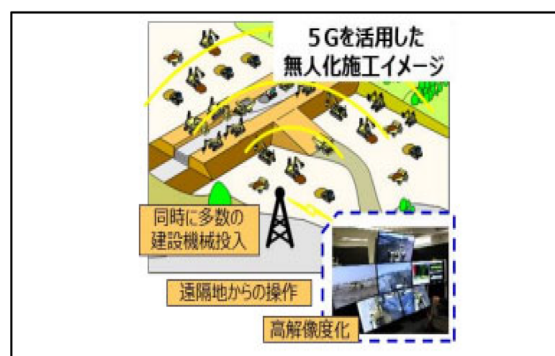 5Gを活用した
無人化施工イメージ
同時に多数の
建設機械投入
遠隔地からの操作
高解像度化